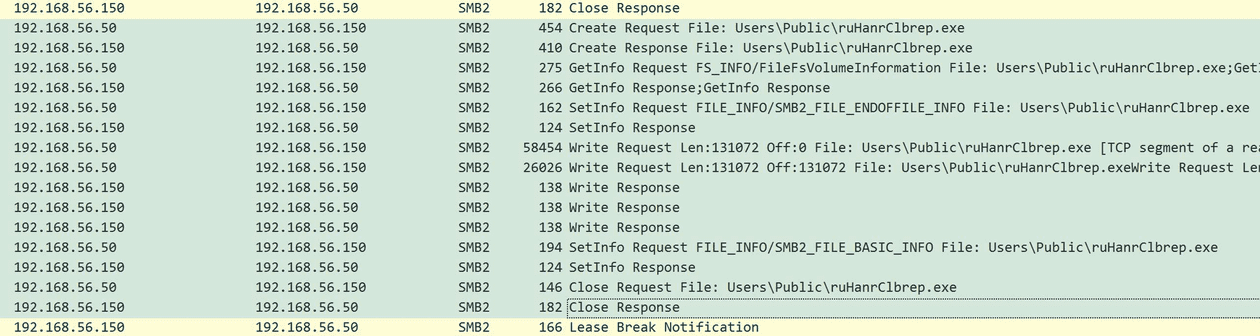 192.168.56.150 192.168.56.50 SMB2 182 Close Response
192.168.56.50 192.168.56.150 SMB2 454 Create Request File: Users\Public\ruHanrClbrep.exe
192.168.56.150 192.168.56.50 SMB2 410 Create Response File: Users\Public\ruHanrClbrep.exe
192.168.56.50 192.168.56.150 SMB2 275 GetInfo Request FS_INFO/FileFsVolumeInformation File: Users\Public\ruHanrClbrep.exe;GetI
192.168.56.150 192.168.56.50 SMB2 266 GetInfo Response;GetInfo Response
192.168.56.50 192.168.56.150 SMB2 162 SetInfo Request FILE_INFO/SMB2_FILE_ENDOFFILE_INFO File: Users\Public\ruHanrClbrep.exe
192.168.56.150 192.168.56.50 SMB2 124 SetInfo Response
192.168.56.50 192.168.56.150 SMB2 58454 Write Request Len:131072 Off:0 File: Users\Public\ruHanrClbrep.exe [TCP segment of a rea
192.168.56.50 192.168.56.150 SMB2 26026 Write Request Len:131072 Off:131072 File: Users\Public\ruHanrClbrep.exeWrite Request Len
192.168.56.150 192.168.56.50 SMB2 138 Write Response
192.168.56.150 192.168.56.50 SMB2 138 Write Response
192.168.56.150 192.168.56.50 SMB2 138 Write Response
192.168.56.50 192.168.56.150 SMB2 194 SetInfo Request FILE_INFO/SMB2_FILE_BASIC_INFO File: Users\Public\ruHanrClbrep.exe
192.168.56.150 192.168.56.50 SMB2 124 SetInfo Response
192.168.56.50 192.168.56.150 SMB2 146 Close Request File: Users\Public\ruHanrClbrep.exe
192.168.56.150 192.168.56.50 SMB2 182 Close Response
192.168.56.150 192.168.56.50 SMB2 166 Lease Break Notification